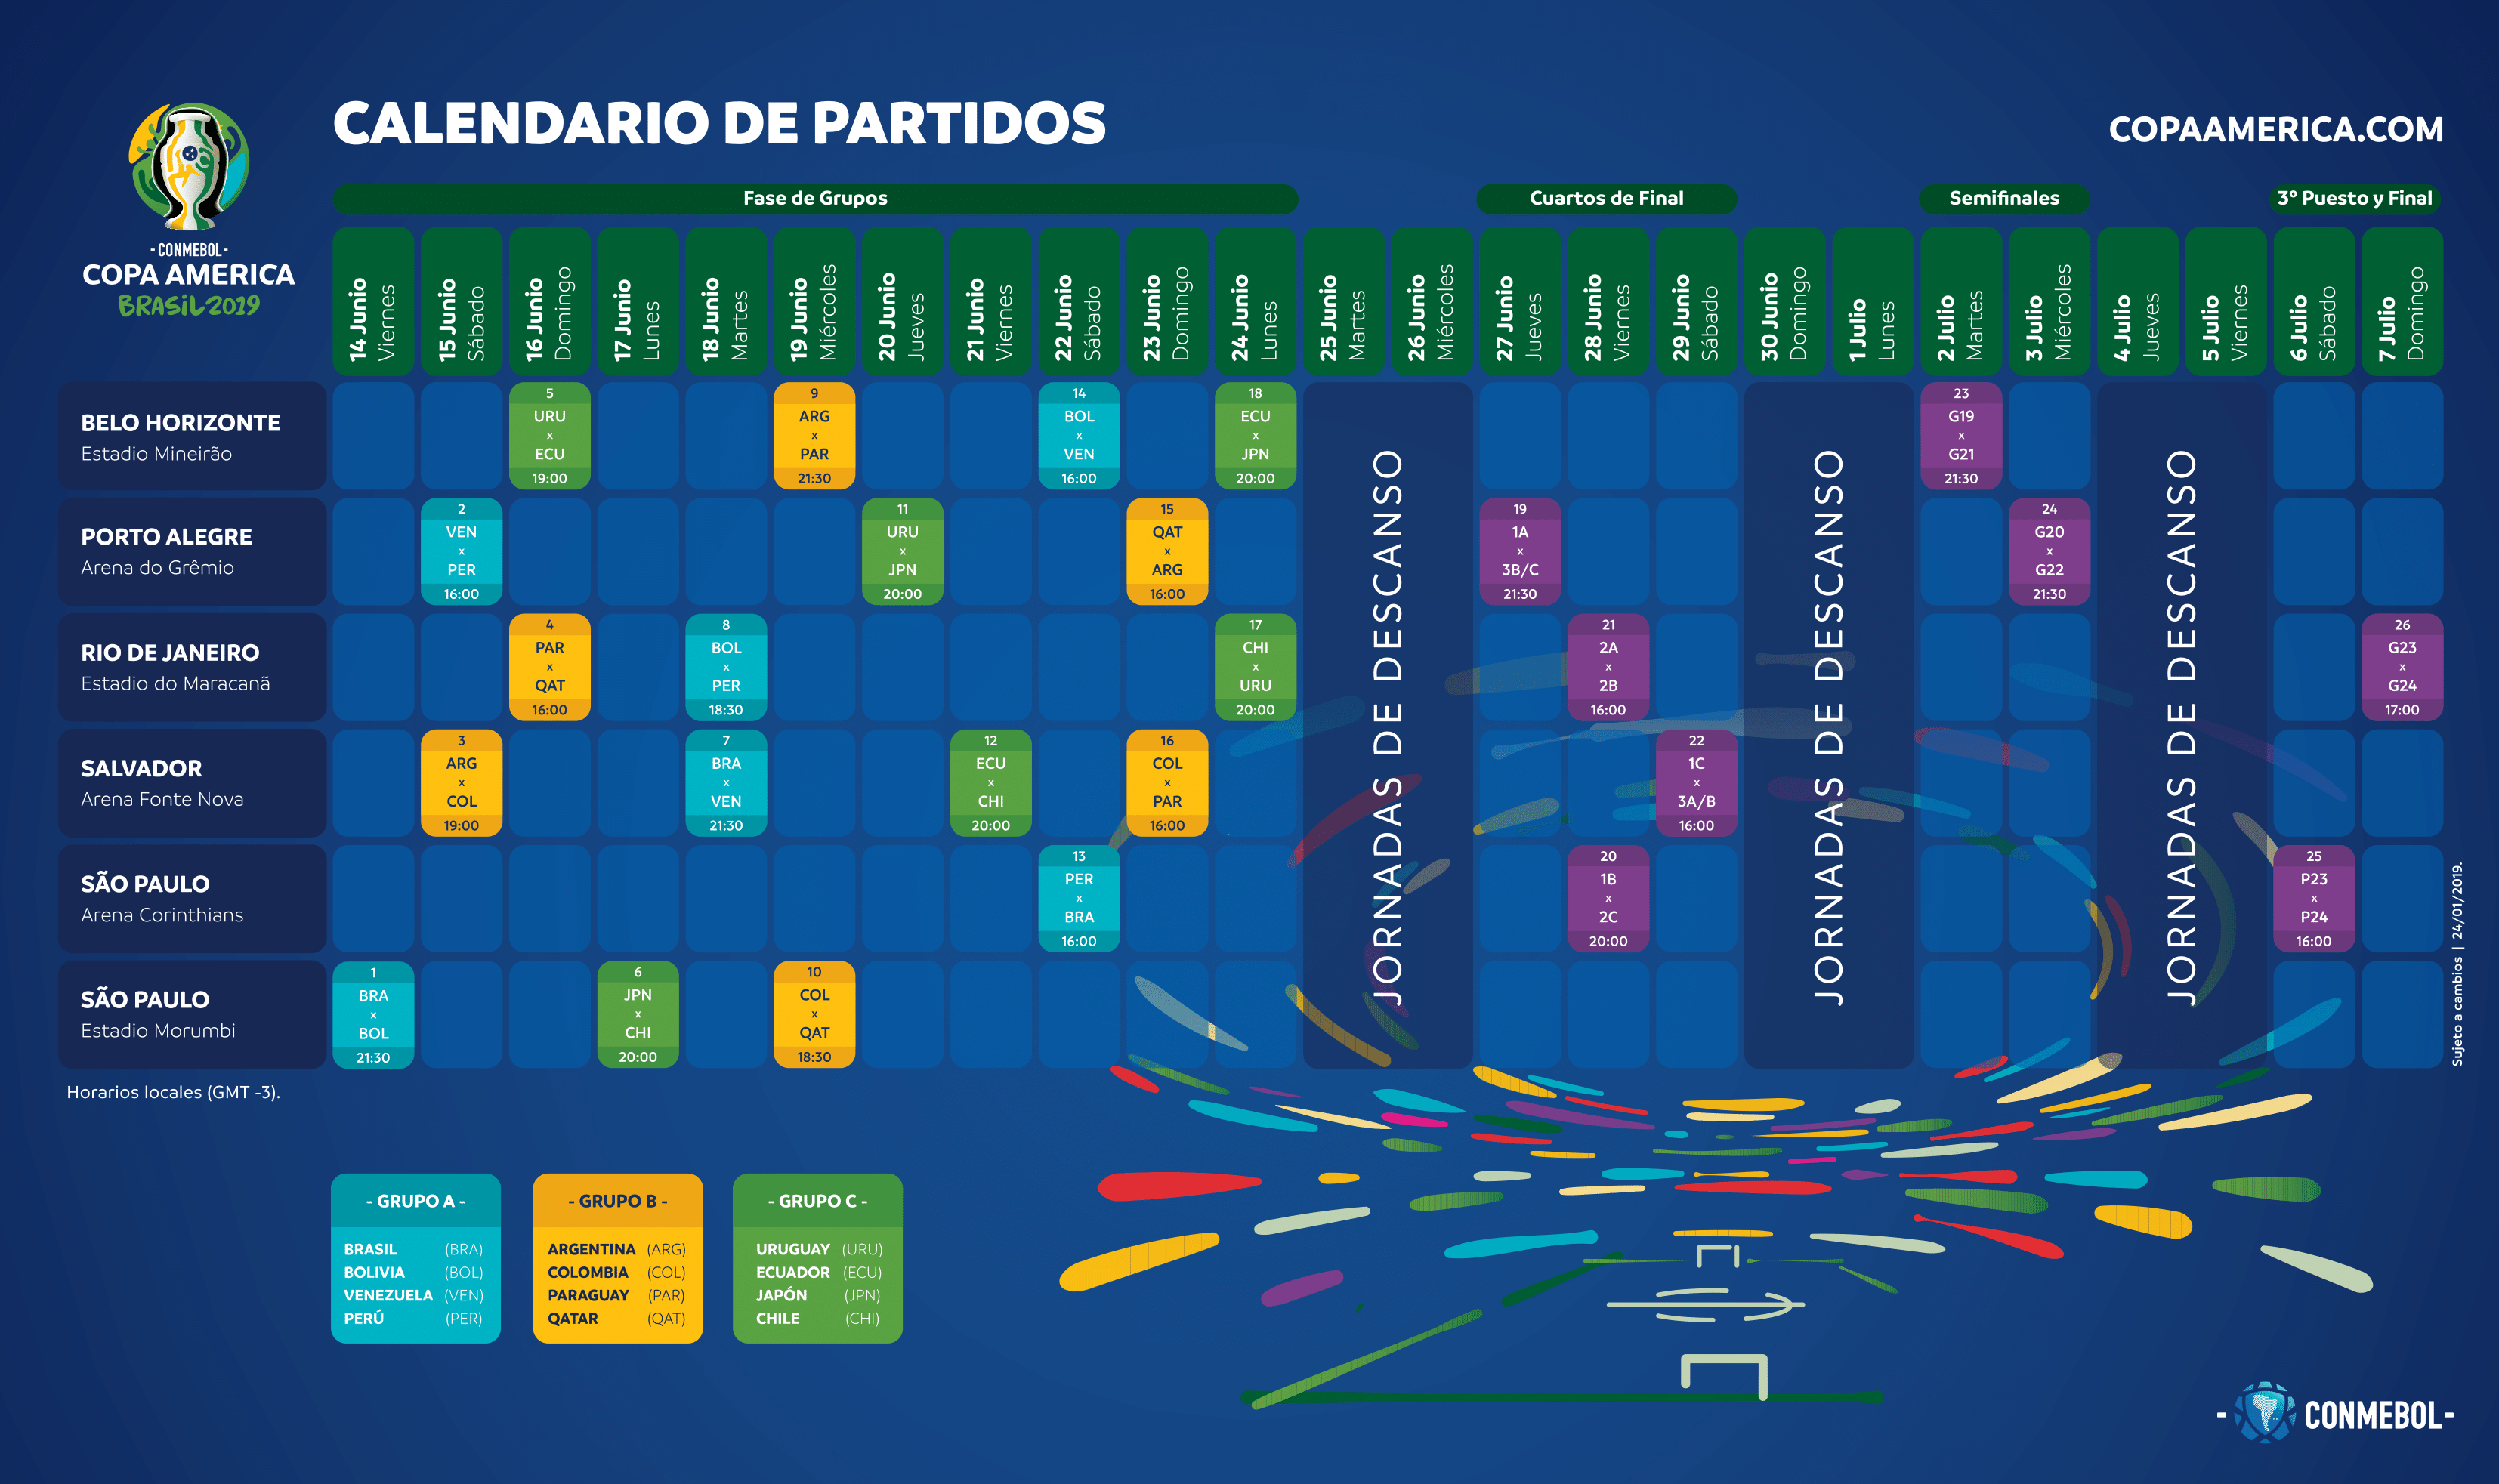 CALENDARIO DE PARTIDOS
COPAAMERICA.COM
- CONMEBOL -
COPA AMERICA
BRASiL2019
Fase de Grupos
Cuartos de Final
Semifinales
3º Puesto y Final
14 Junio
Viernes
15 Junio
Sábado
16 Junio
Domingo
17 Junio
Lunes
18 Junio
Martes
19 Junio
Miércoles
20 Junio
Jueves
21 Junio
Viernes
22 Junio
Sábado
23 Junio
Domingo
24 Junio
Lunes
25 Junio
Martes
26 Junio
Miércoles
27 Junio
Jueves
28 Junio
Viernes
29 Junio
Sábado
30 Junio
Domingo
1 Julio
Lunes
2 Julio
Martes
3 Julio
Miércoles
4 Julio
Jueves
5 Julio
Viernes
6 Julio
Sábado
7 Julio
Domingo
BELO HORIZONTE
Estadio Mineirão
5
URU
x
ECU
19:00
9
ARG
x
PAR
21:30
14
BOL
x
VEN
16:00
18
ECU
x
JPN
20:00
23
G19
x
G21
21:30
PORTO ALEGRE
Arena do Grêmio
2
VEN
x
PER
16:00
11
URU
x
JPN
20:00
15
QAT
x
ARG
16:00
19
1A
x
3B/C
21:30
24
G20
x
G22
21:30
RIO DE JANEIRO
Estadio do Maracanã
4
PAR
x
QAT
16:00
8
BOL
x
PER
18:30
17
CHI
x
URU
20:00
21
2A
x
2B
16:00
26
G23
x
G24
17:00
SALVADOR
Arena Fonte Nova
3
ARG
x
COL
19:00
7
BRA
x
VEN
21:30
12
ECU
x
CHI
20:00
16
COL
x
PAR
16:00
22
1C
x
3A/B
16:00
SÃO PAULO
Arena Corinthians
13
PER
x
BRA
16:00
20
1B
x
2C
20:00
25
P23
x
P24
16:00
SÃO PAULO
Estadio Morumbi
1
BRA
x
BOL
21:30
6
JPN
x
CHI
20:00
10
COL
x
QAT
18:30
JORNADAS DE DESCANSO
JORNADAS DE DESCANSO
JORNADAS DE DESCANSO
Sujeto a cambios | 24/01/2019.
Horarios locales (GMT -3).
- GRUPO A -
BRASIL (BRA)
BOLIVIA (BOL)
VENEZUELA (VEN)
PERÚ (PER)
- GRUPO B -
ARGENTINA (ARG)
COLOMBIA (COL)
PARAGUAY (PAR)
QATAR (QAT)
- GRUPO C -
URUGUAY (URU)
ECUADOR (ECU)
JAPÓN (JPN)
CHILE (CHI)
- CONMEBOL -